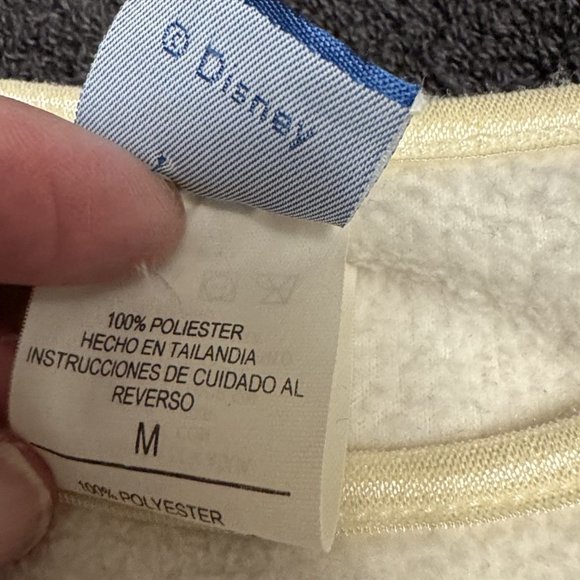 © Disney
100% POLIESTER
HECHO EN TAILANDIA
INSTRUCCIONES DE CUIDADO AL
REVERSO
M
100% POLYESTER